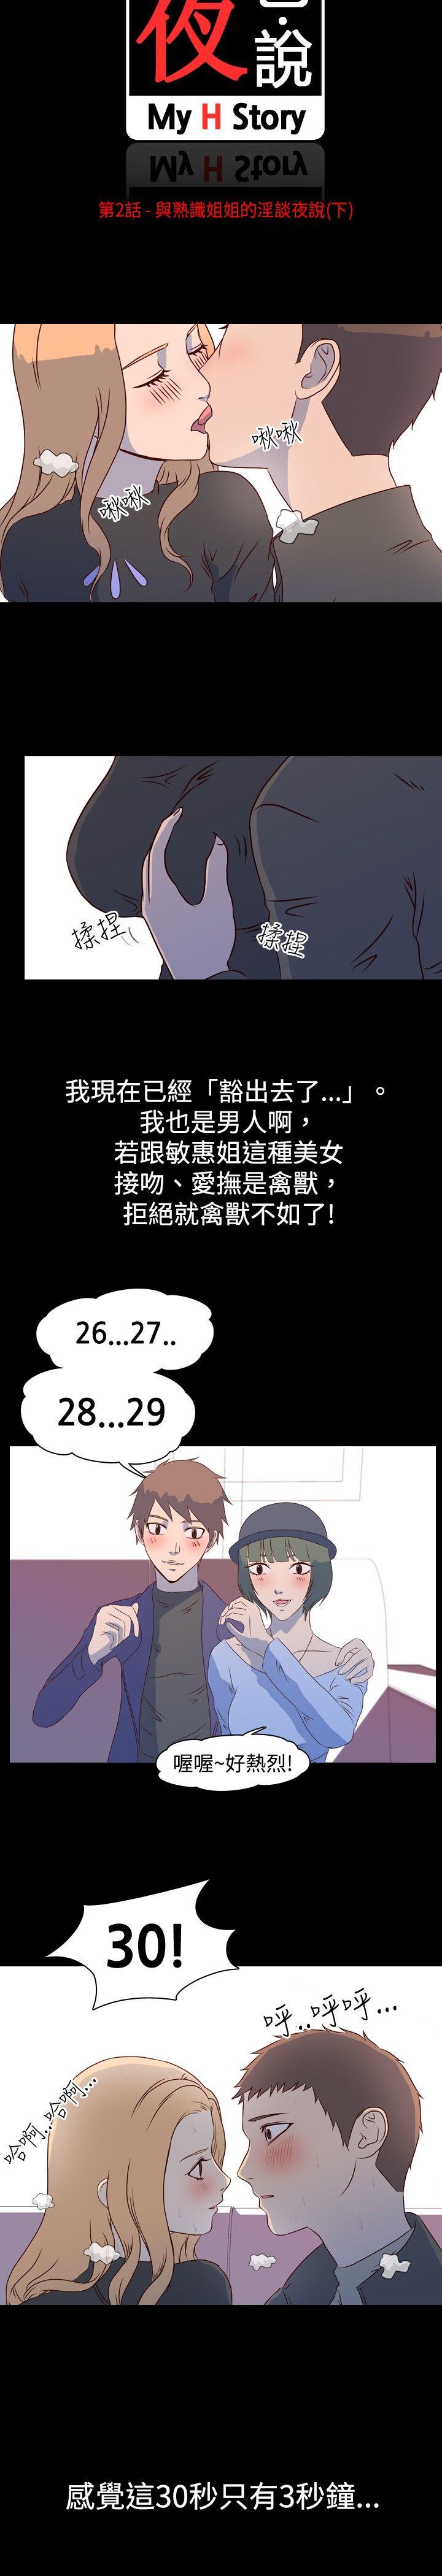 夜
說
My H Story
My H Story
第2話 - 與熟識姐姐的淫談夜說(下)
啾啾
啾啾
揉捏
揉捏
我現在已經「豁出去了...」。
我也是男人啊，
若跟敏惠姐這種美女
接吻、愛撫是禽獸，
拒絕就禽獸不如了!
26...27..
28...29
喔喔~好熱烈!
30!
呼..呼呼...
哈啊..哈啊...
感覺這30秒只有3秒鐘...